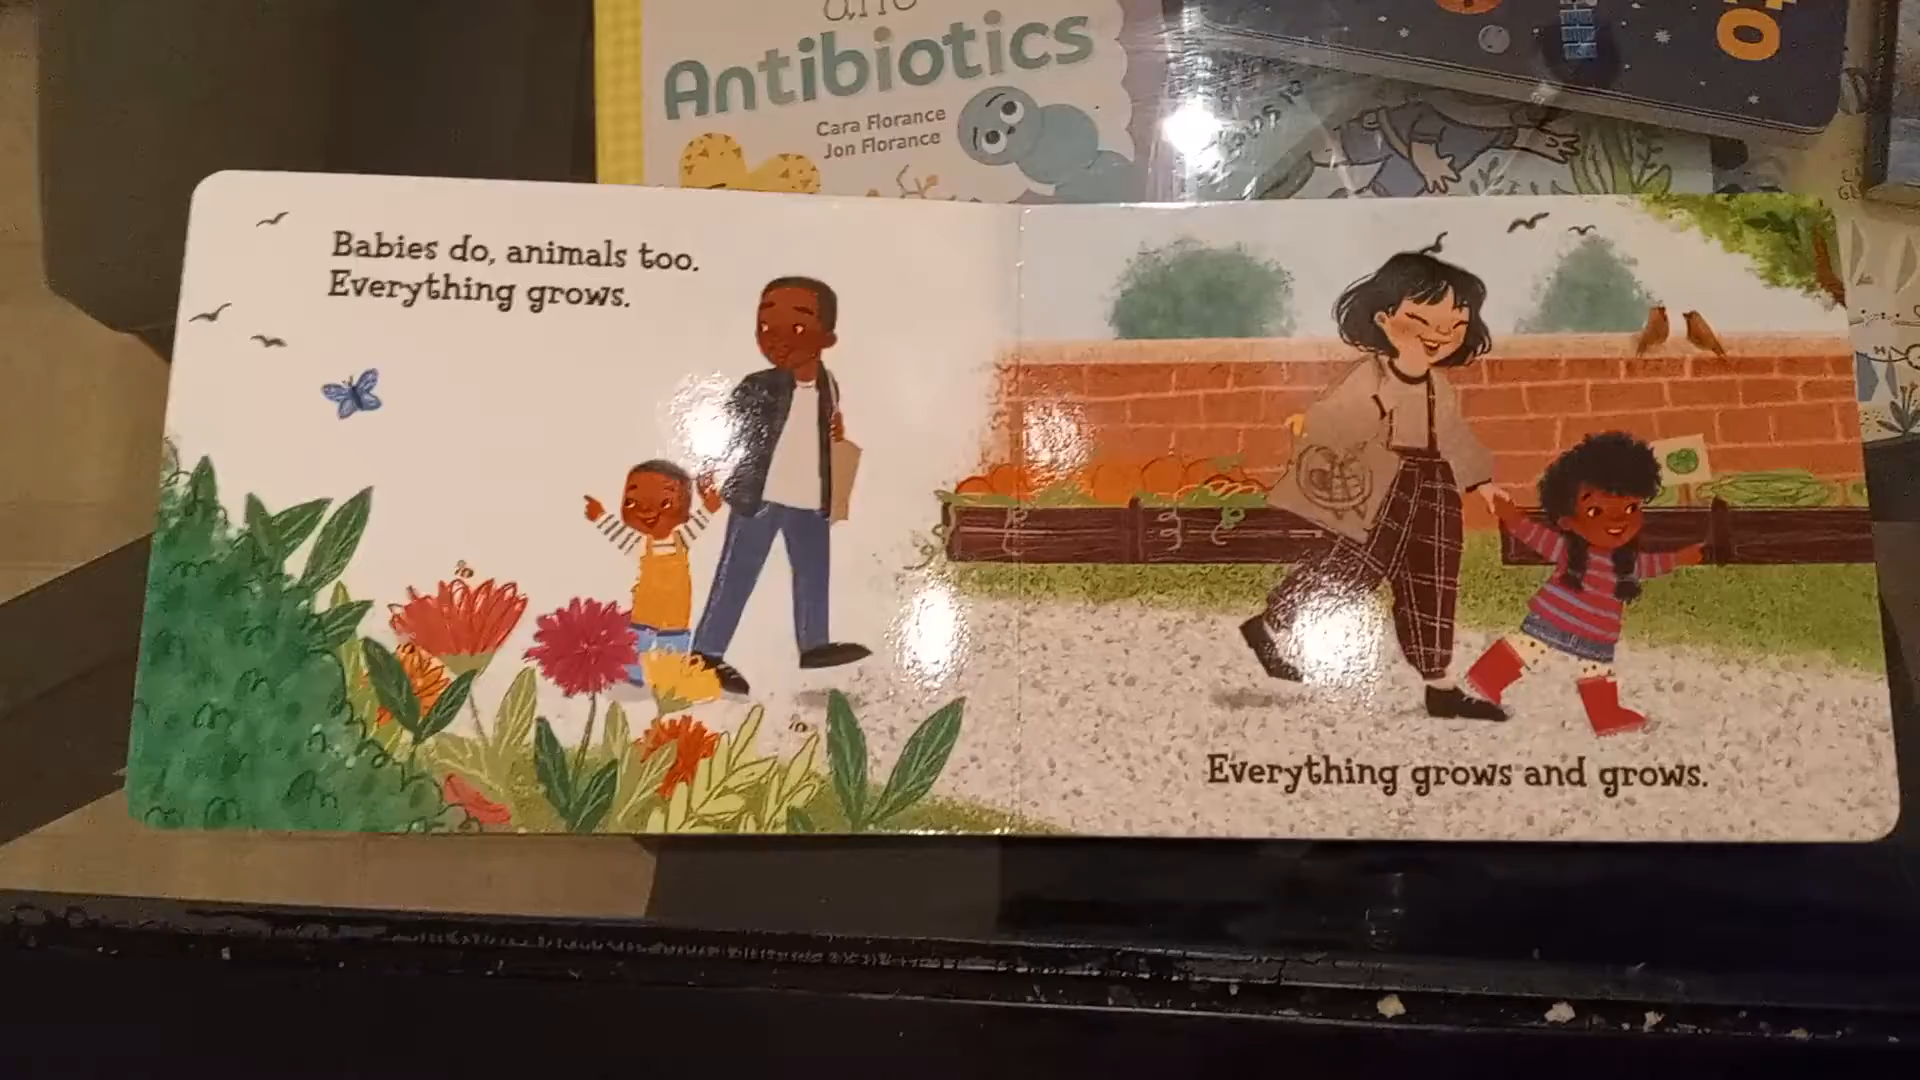 Antibiotics
Cara Florance
Jon Florance
Babies do, animals too.
Everything grows.
Everything grows and grows.